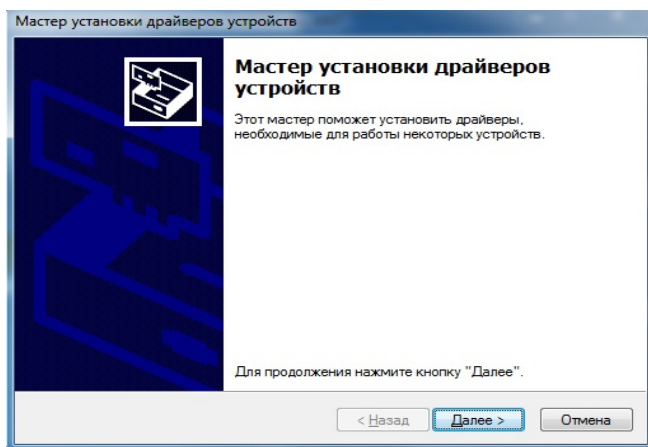 Мастер установки драйверов устройств
Мастер установки драйверов
устройств
Этот мастер поможет установить драйверы,
необходимые для работы некоторых устройств.
Для продолжения нажмите кнопку "Далее".
< Назад   Далее >   Отмена